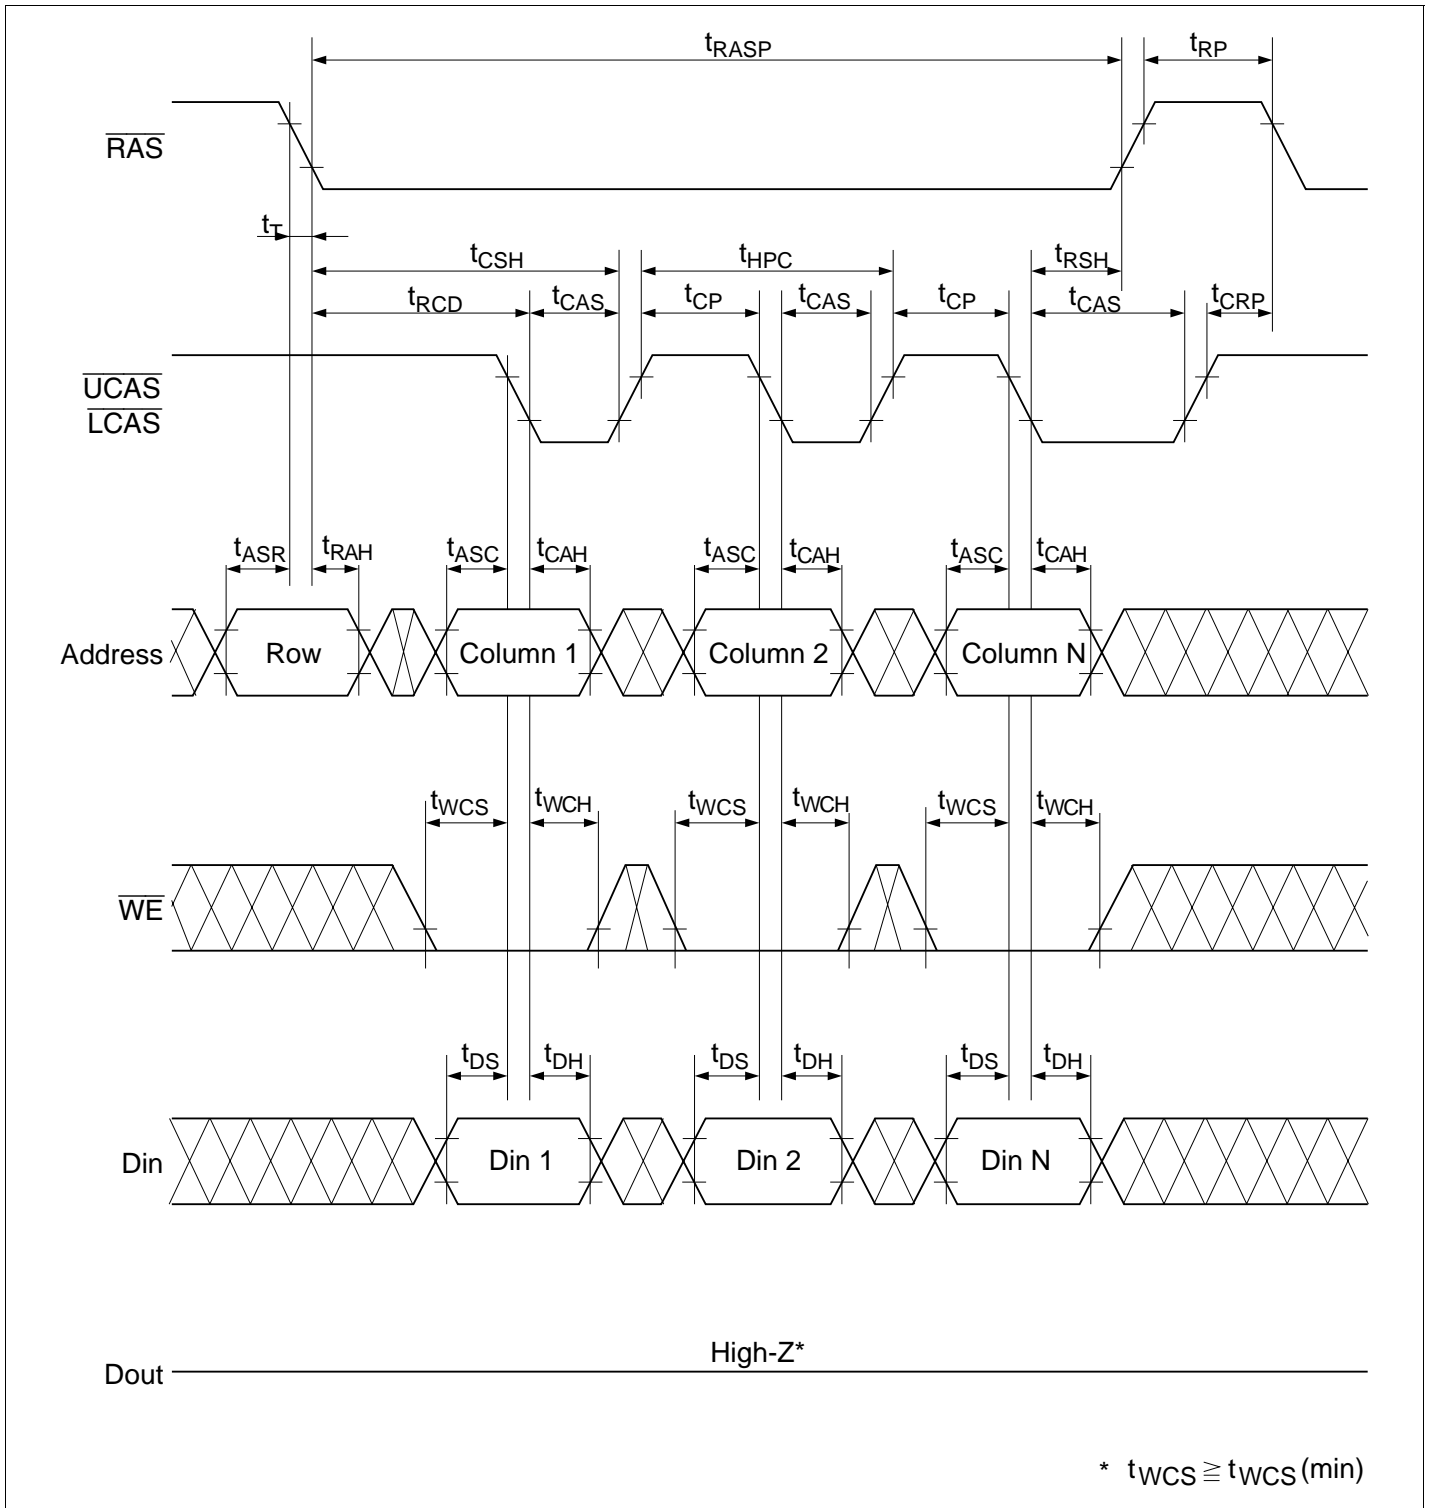 tRASP tRP
RAS
tT
tCSH tHPC tRSH
tRCD tCAS tCP tCAS tCP tCAS tCRP
UCAS
LCAS
tASR tRAH tASC tCAH tASC tCAH tASC tCAH
Address Row Column 1 Column 2 Column N
tWCS tWCH tWCS tWCH tWCS tWCH
WE
tDS tDH tDS tDH tDS tDH
Din Din 1 Din 2 Din N
High-Z*
Dout
* tWCS ≧ tWCS(min)